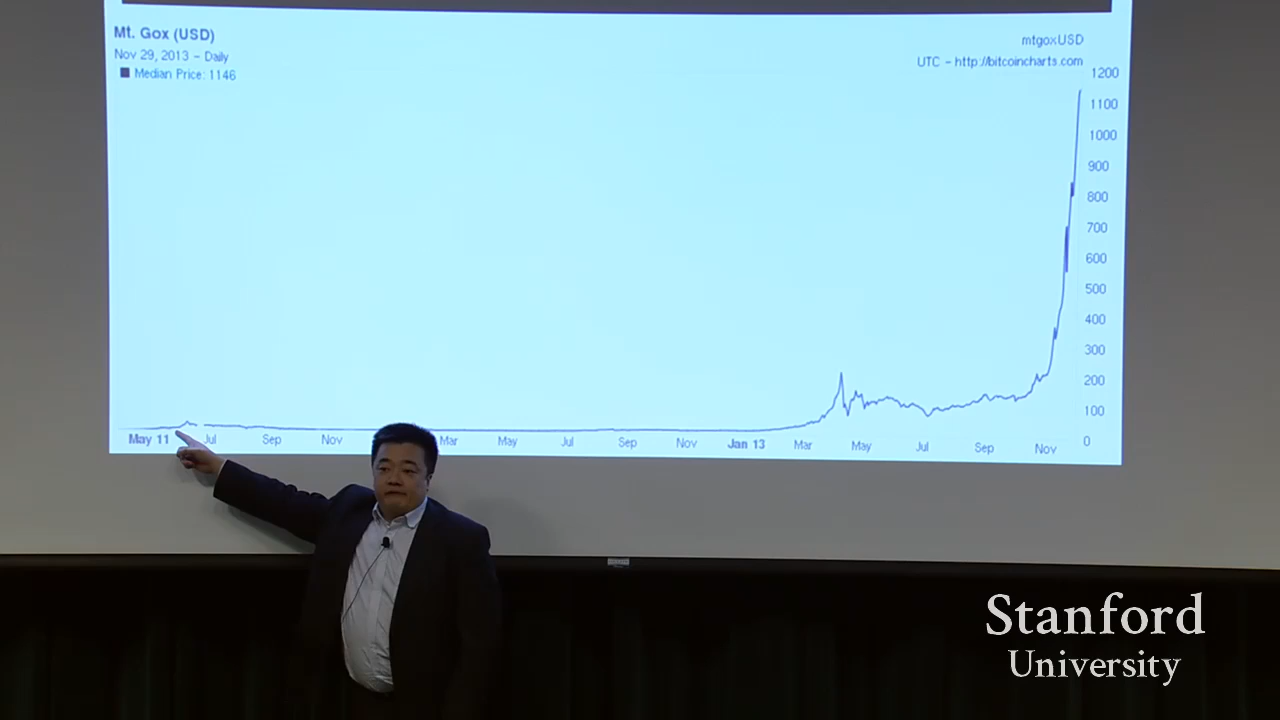 Mt. Gox (USD)
mtgoxUSD
Nov 29, 2013 - Daily
UTC - http://bitcoincharts.com
Median Price: 1146
1200
1100
1000
900
800
700
600
500
400
300
200
100
0
May 11 Jul Sep Nov Mar May Jul Sep Nov Jan 13 Mar May Jul Sep Nov
Stanford
University